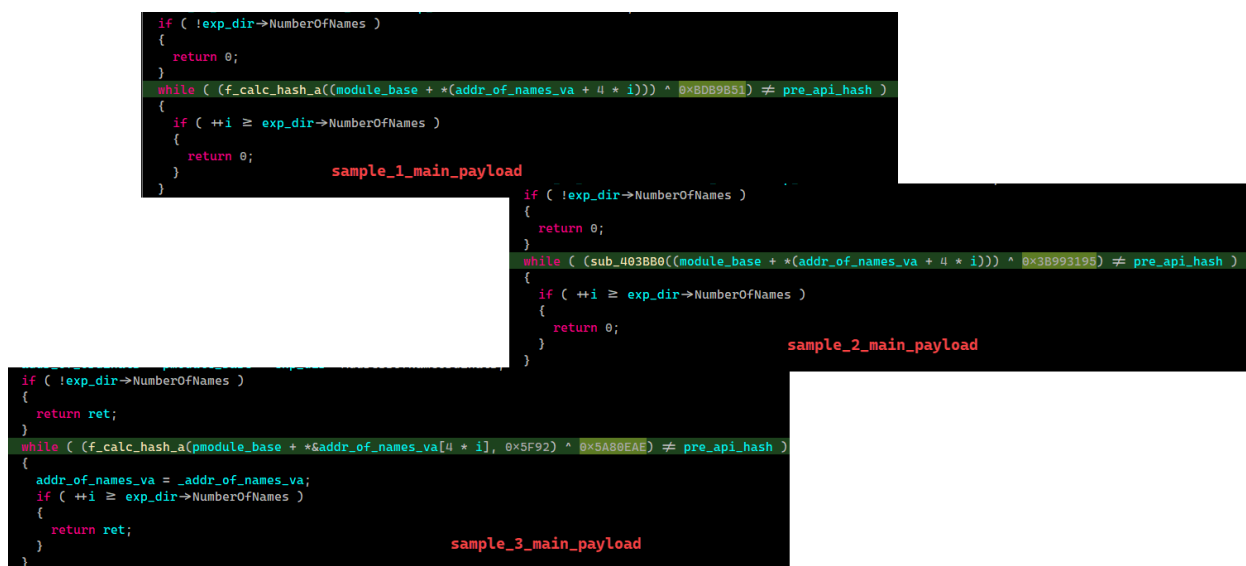 if ( !exp_dir→NumberOfNames )
{
return 0;
}
while ( (f_calc_hash_a((module_base + *(addr_of_names_va + 4 * i))) ^ 0×BDB9B51) ≠ pre_api_hash )
{
if ( ++i ≥ exp_dir→NumberOfNames )
{
return 0;
}
}
sample_1_main_payload
if ( !exp_dir→NumberOfNames )
{
return 0;
}
while ( (sub_403BB0((module_base + *(addr_of_names_va + 4 * i))) ^ 0×3B993195) ≠ pre_api_hash )
{
if ( ++i ≥ exp_dir→NumberOfNames )
{
return 0;
}
}
sample_2_main_payload
if ( !exp_dir→NumberOfNames )
{
return ret;
}
while ( (f_calc_hash_a(pmodule_base + *&addr_of_names_va[4 * i], 0×5F92) ^ 0×5A80EAE) ≠ pre_api_hash )
{
addr_of_names_va = _addr_of_names_va;
if ( ++i ≥ exp_dir→NumberOfNames )
{
return ret;
}
}
sample_3_main_payload